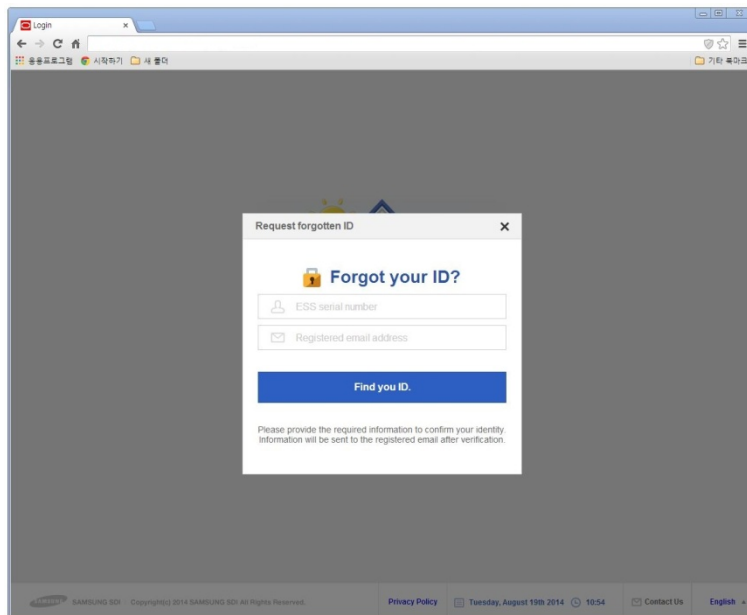 Login
응용프로그램 시작하기 새 폴더 기타 북마크
Request forgotten ID
Forgot your ID?
ESS serial number
Registered email address
Find you ID.
Please provide the required information to confirm your identity.
Information will be sent to the registered email after verification.
SAMSUNG SAMSUNG SDI Copyright(c) 2014 SAMSUNG SDI All Rights Reserved. Privacy Policy Tuesday, August 19th 2014 10:54 Contact Us English